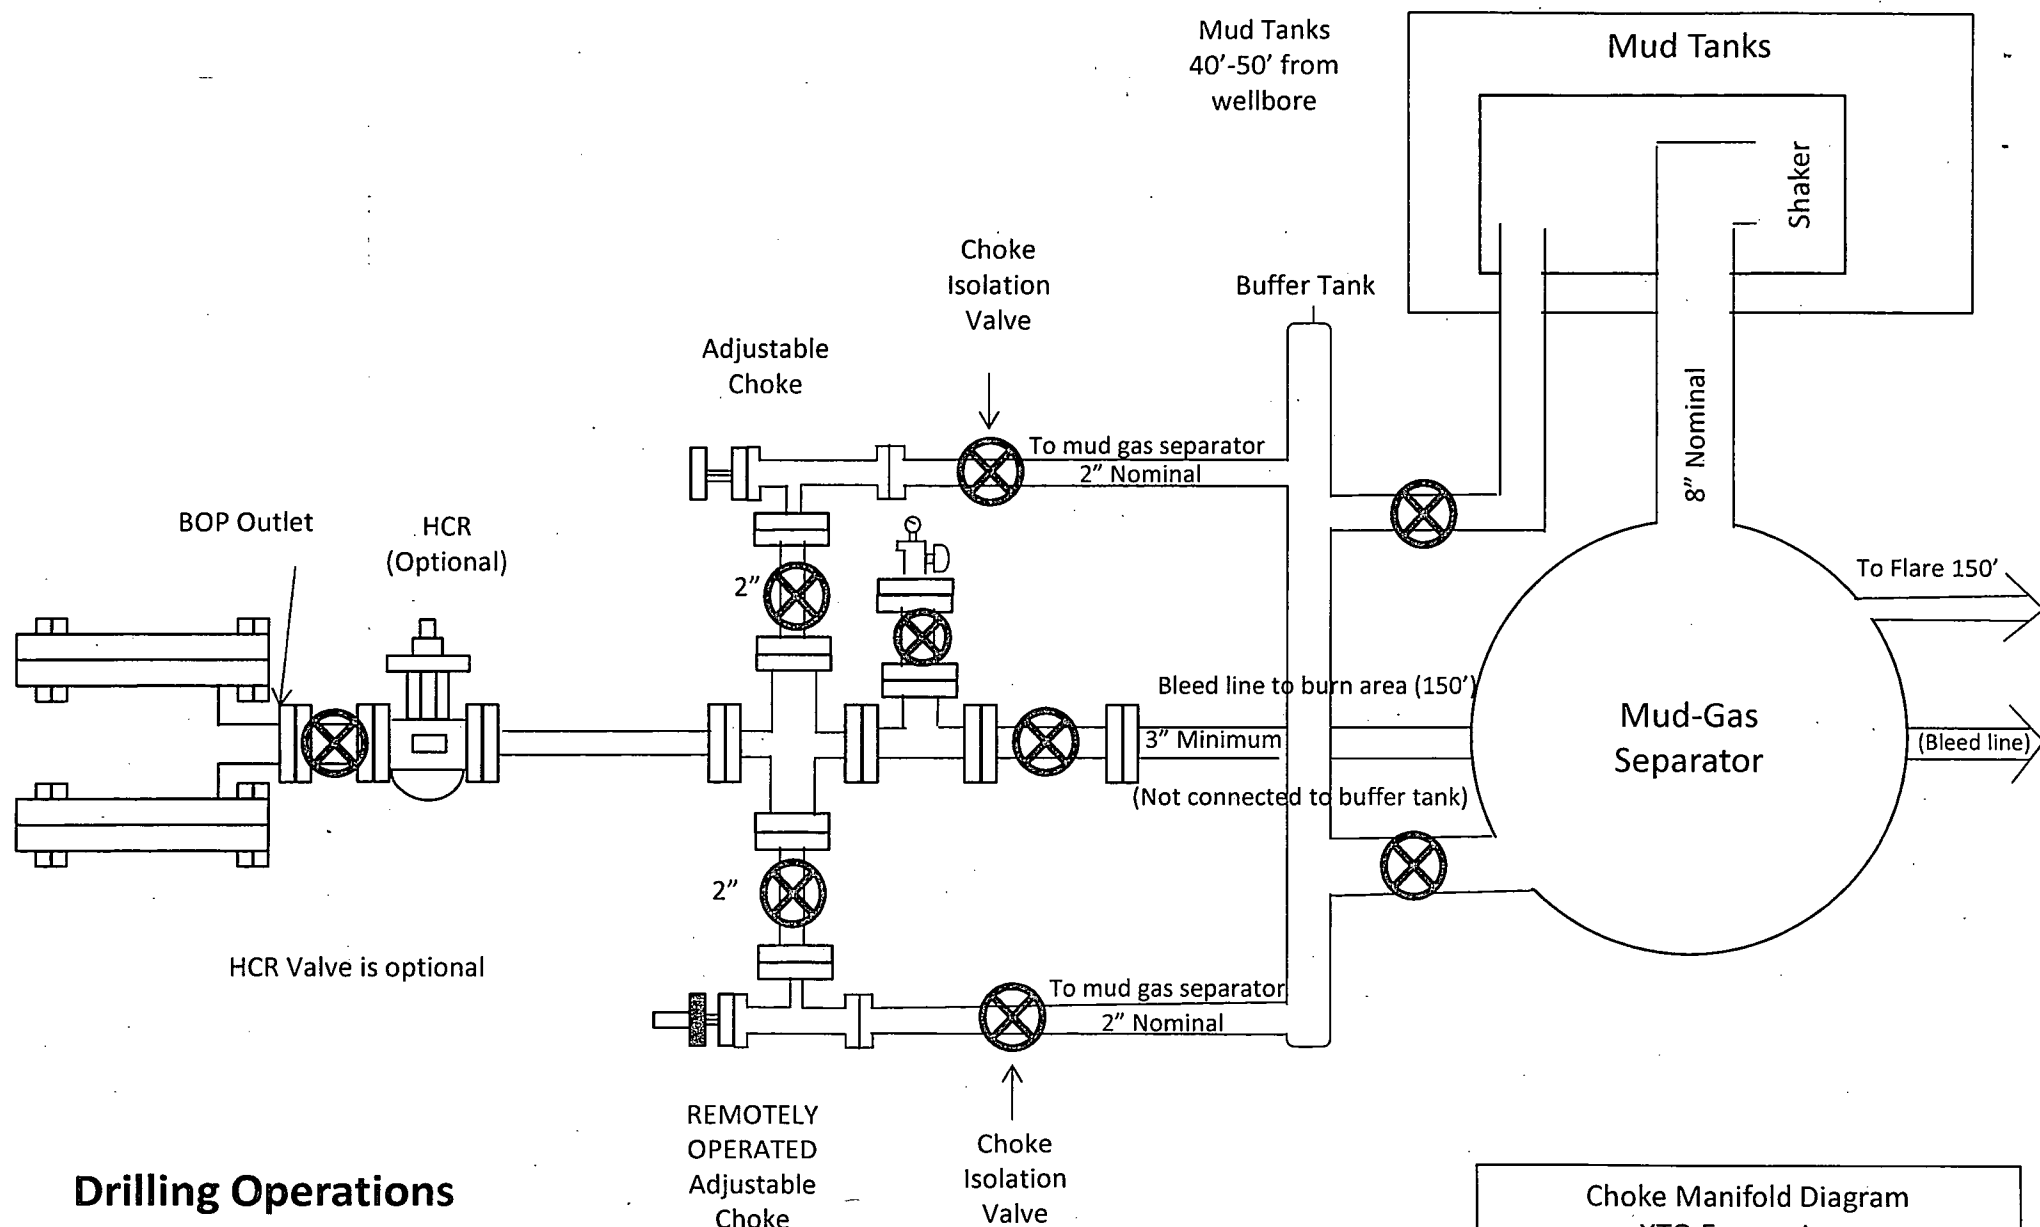 Mud Tanks
40’-50’ from
wellbore
Mud Tanks
Shaker
Choke
Isolation
Valve
Buffer Tank
Adjustable
Choke
8” Nominal
To mud gas separator
2” Nominal
BOP Outlet
HCR
(Optional)
2”
To Flare 150’
Bleed line to burn area (150’)
Mud-Gas
Separator
3” Minimum
(Bleed line)
(Not connected to buffer tank)
2”
HCR Valve is optional
To mud gas separator
2” Nominal
REMOTELY
OPERATED
Adjustable
Choke
Choke
Isolation
Valve
Drilling Operations
Choke Manifold Diagram